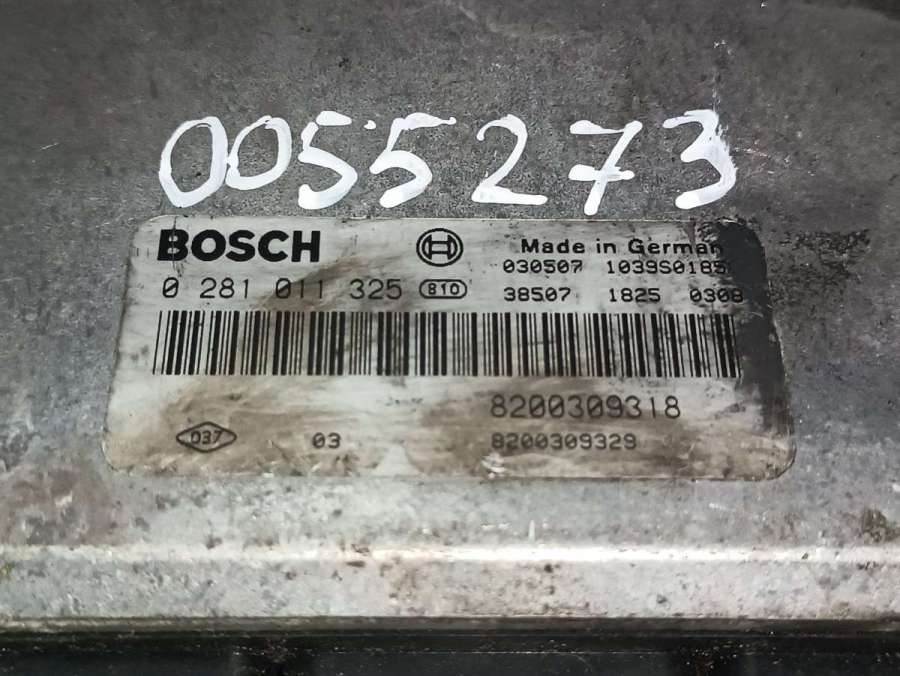 0055273
BOSCH
Made in German
030507 1039S0185
0 281 011 325 810
38507 1825 0308
8200309318
037 03
8200309329